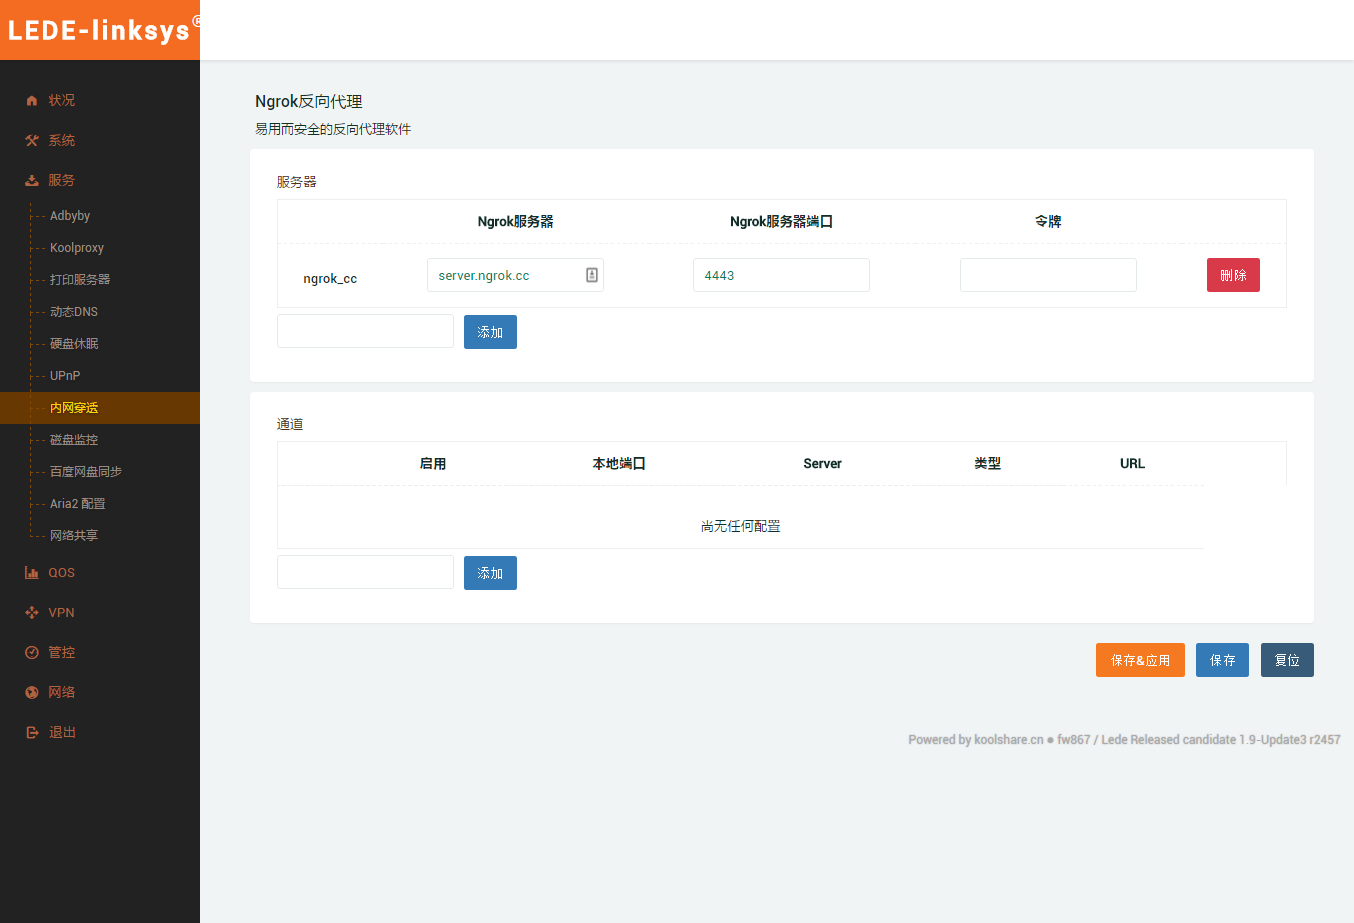 LEDE-linksys®
状况
系统
服务
Adbyby
Koolproxy
打印服务器
动态DNS
硬盘休眠
UPnP
内网穿透
磁盘监控
百度网盘同步
Aria2 配置
网络共享
QOS
VPN
管控
网络
退出
Ngrok反向代理
易用而安全的反向代理软件
服务器
Ngrok服务器 Ngrok服务器端口 令牌
ngrok_cc server.ngrok.cc 4443 删除
添加
通道
启用 本地端口 Server 类型 URL
尚无任何配置
添加
保存&应用 保存 复位
Powered by koolshare.cn ● fw867 / Lede Released candidate 1.9-Update3 r2457